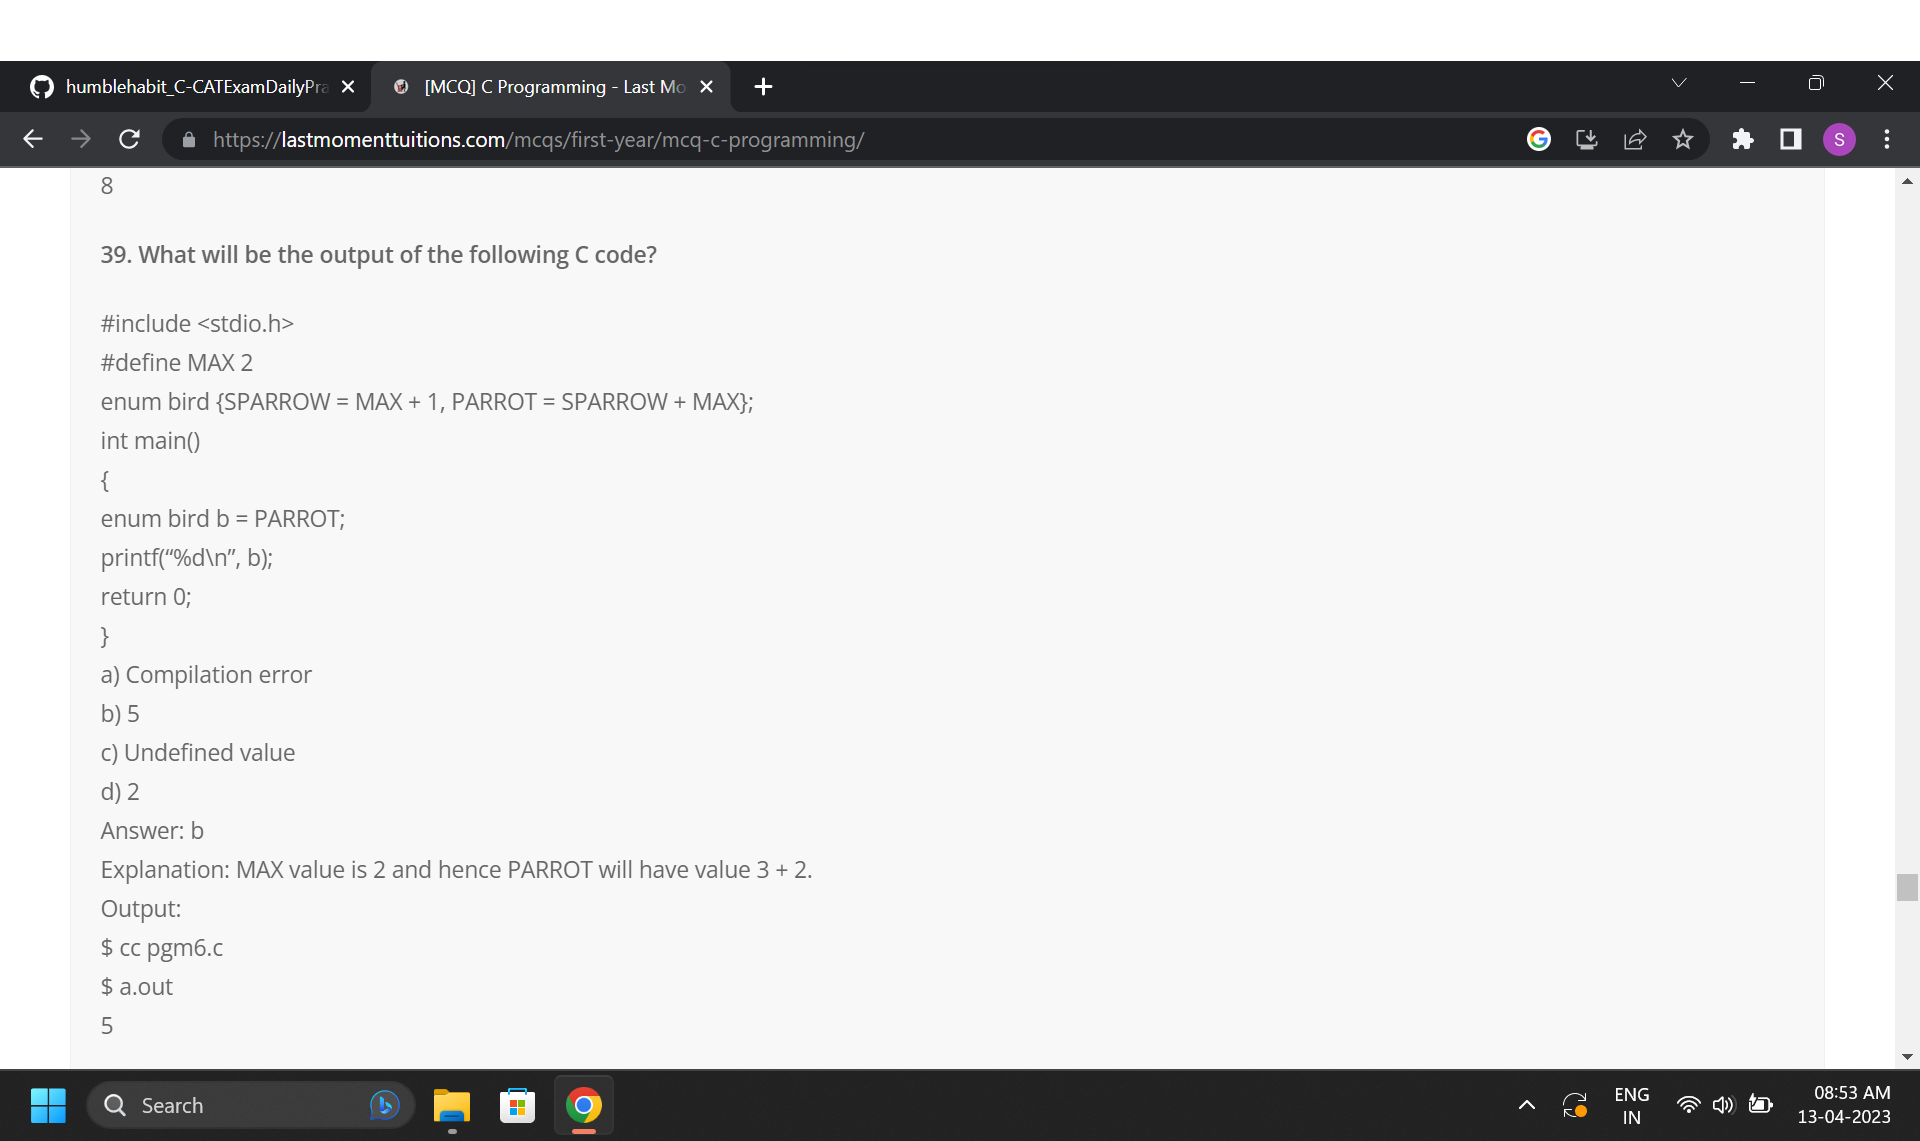 humblehabit_C-CATExamDailyPra
[MCQ] C Programming - Last Mo
https://lastmomenttuitions.com/mcqs/first-year/mcq-c-programming/
S
8
39. What will be the output of the following C code?
#include <stdio.h>
#define MAX 2
enum bird {SPARROW = MAX + 1, PARROT = SPARROW + MAX};
int main()
{
enum bird b = PARROT;
printf(“%d\n”, b);
return 0;
}
a) Compilation error
b) 5
c) Undefined value
d) 2
Answer: b
Explanation: MAX value is 2 and hence PARROT will have value 3 + 2.
Output:
$ cc pgm6.c
$ a.out
5
Search
ENG
IN
08:53 AM
13-04-2023